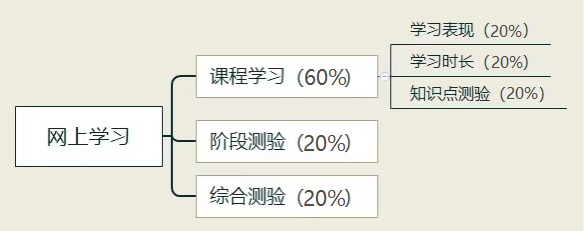 学习表现（20%）
学习时长（20%）
课程学习（60%）
知识点测验（20%）
网上学习
阶段测验（20%）
综合测验（20%）